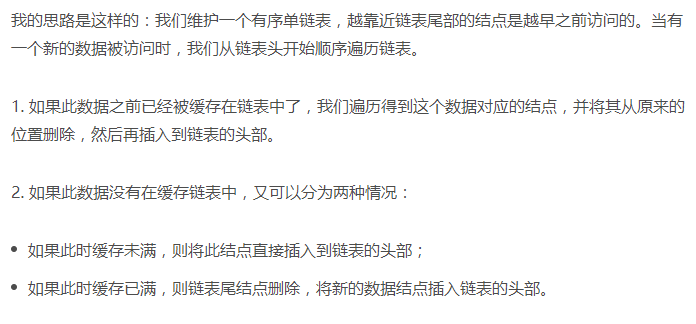 我的思路是这样的：我们维护一个有序单链表，越靠近链表尾部的结点是越早之前访问的。当有
一个新的数据被访问时，我们从链表头开始顺序遍历链表。
1. 如果此数据之前已经被缓存在链表中了，我们遍历得到这个数据对应的结点，并将其从原来的
位置删除，然后再插入到链表的头部。
2. 如果此数据没有在缓存链表中，又可以分为两种情况：
• 如果此时缓存未满，则将此结点直接插入到链表的头部；
• 如果此时缓存已满，则链表尾结点删除，将新的数据结点插入链表的头部。